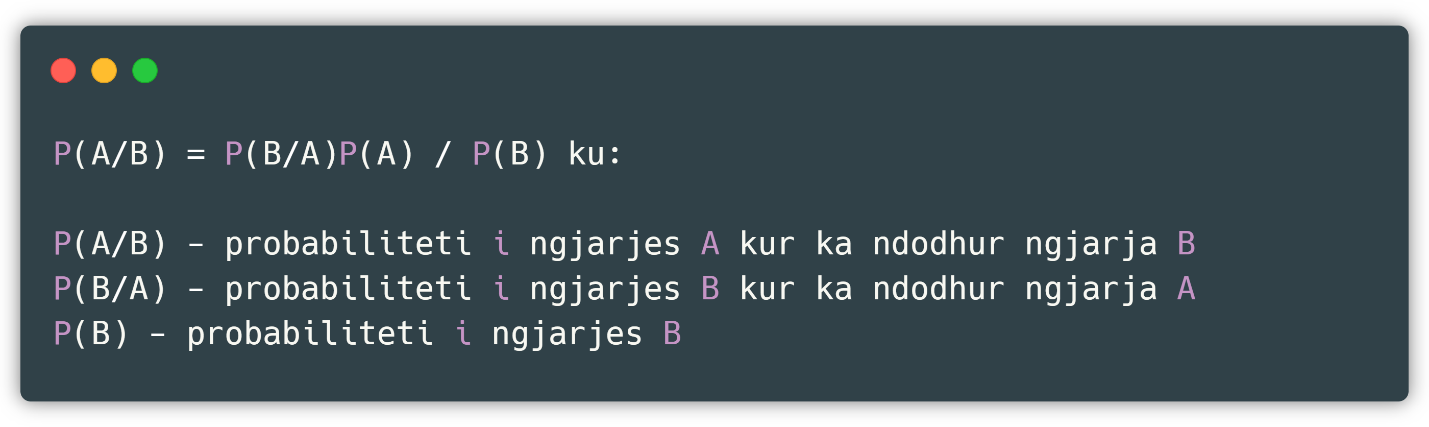 P(A/B) = P(B/A)P(A) / P(B) ku:
P(A/B) – probabiliteti i ngjarjes A kur ka ndodhur ngjarja B
P(B/A) – probabiliteti i ngjarjes B kur ka ndodhur ngjarja A
P(B) – probabiliteti i ngjarjes B